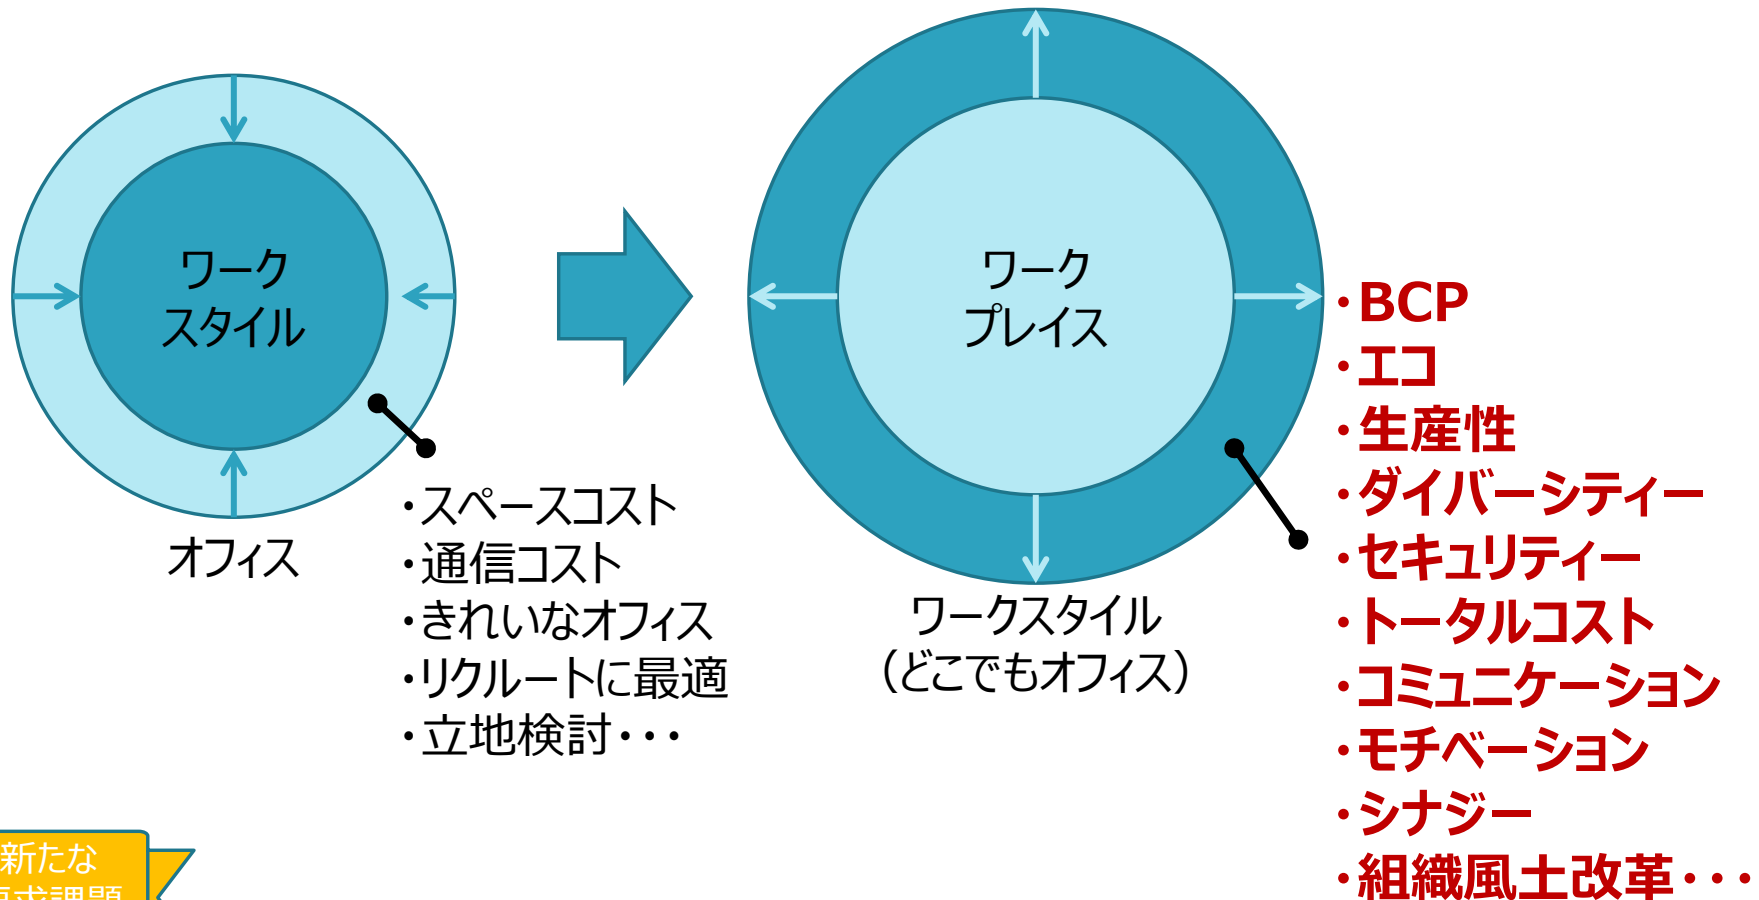 ワーク
スタイル
オフィス
・スペースコスト
・通信コスト
・きれいなオフィス
・リクルートに最適
・立地検討・・・
ワーク
プレイス
ワークスタイル
（どこでもオフィス）
・BCP
・エコ
・生産性
・ダイバーシティー
・セキュリティー
・トータルコスト
・コミュニケーション
・モチベーション
・シナジー
・組織風土改革・・・
新たな
要求課題